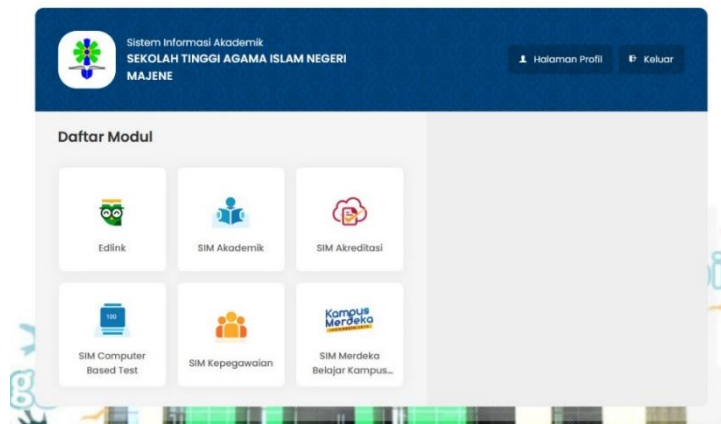 Sistem Informasi Akademik
SEKOLAH TINGGI AGAMA ISLAM NEGERI
MAJENE
Halaman Profil
Keluar
Daftar Modul
Edlink
SIM Akademik
SIM Akreditasi
100
SIM Computer
Based Test
SIM Kepegawaian
Kampus
Merdeka
SIM Merdeka
Belajar Kampus...